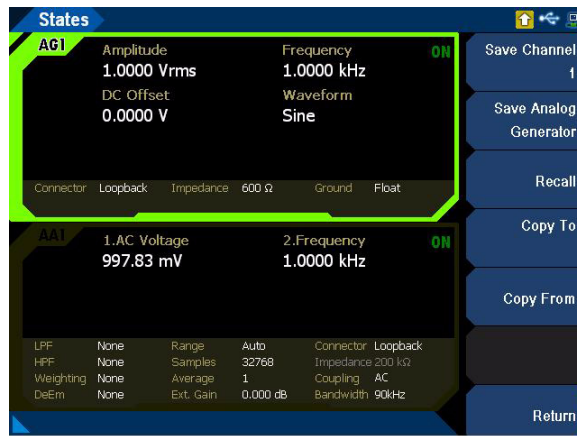 States
AG1
ON
Amplitude Frequency
1.0000 Vrms 1.0000 kHz
DC Offset Waveform
0.0000 V Sine
Connector Loopback Impedance 600 Ω Ground Float
AA1
ON
1.AC Voltage 2.Frequency
997.83 mV 1.0000 kHz
LPF None Range Auto Connector Loopback
HPF None Samples 32768 Impedance 200 kΩ
Weighting None Average 1 Coupling AC
DeEm None Ext. Gain 0.000 dB Bandwidth 90kHz
Save Channel
1
Save Analog
Generator
Recall
Copy To
Copy From
Return